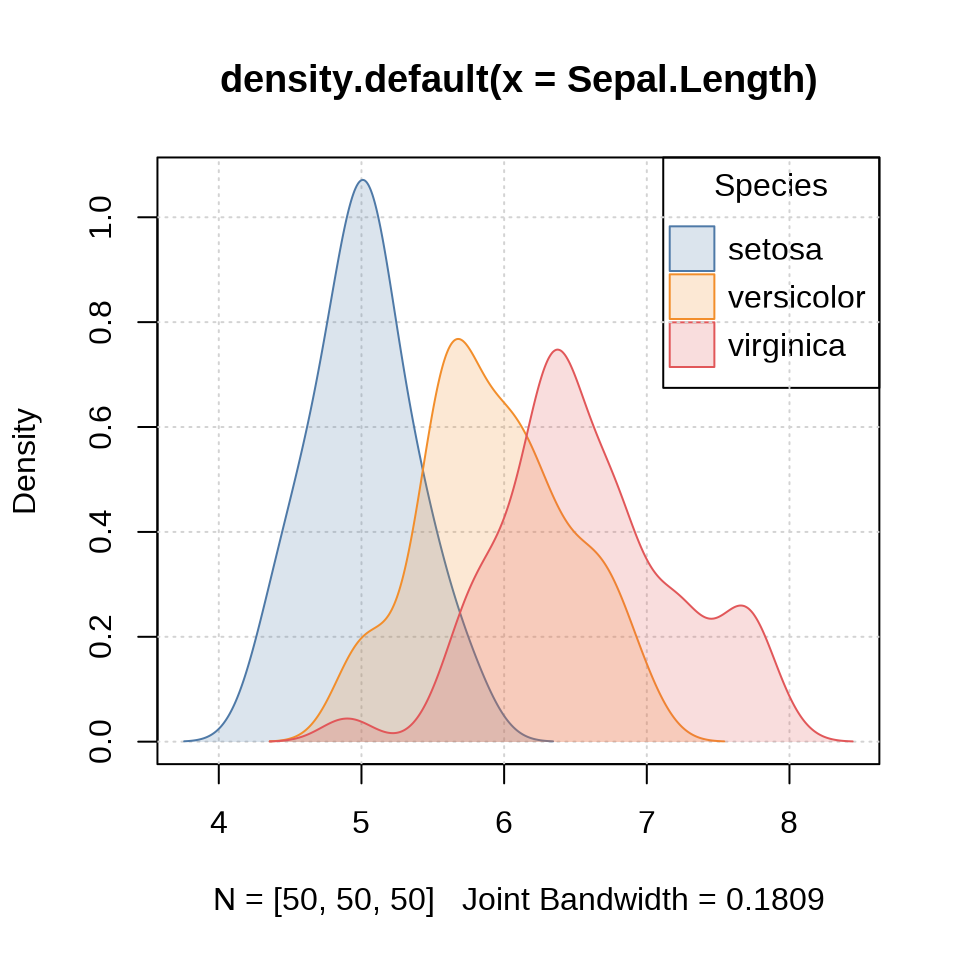 density.default(x = Sepal.Length)
Species
setosa
versicolor
virginica
Density
1.0
0.8
0.6
0.4
0.2
0.0
4 5 6 7 8
N = [50, 50, 50] Joint Bandwidth = 0.1809